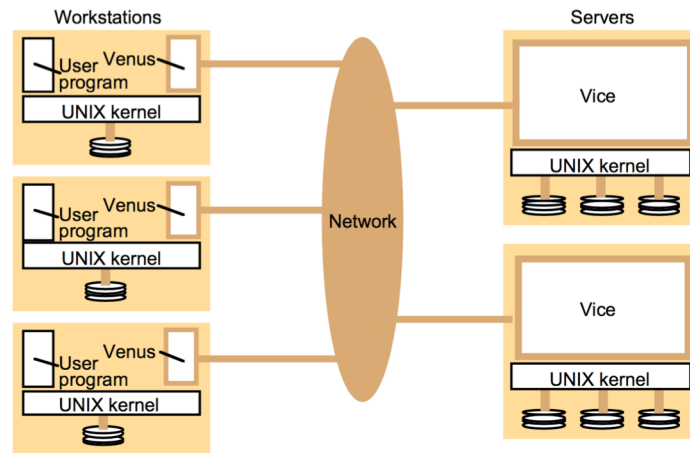 Workstations
Servers
User
program
Venus
UNIX kernel
User
program
Venus
UNIX kernel
User
program
Venus
UNIX kernel
Network
Vice
UNIX kernel
Vice
UNIX kernel